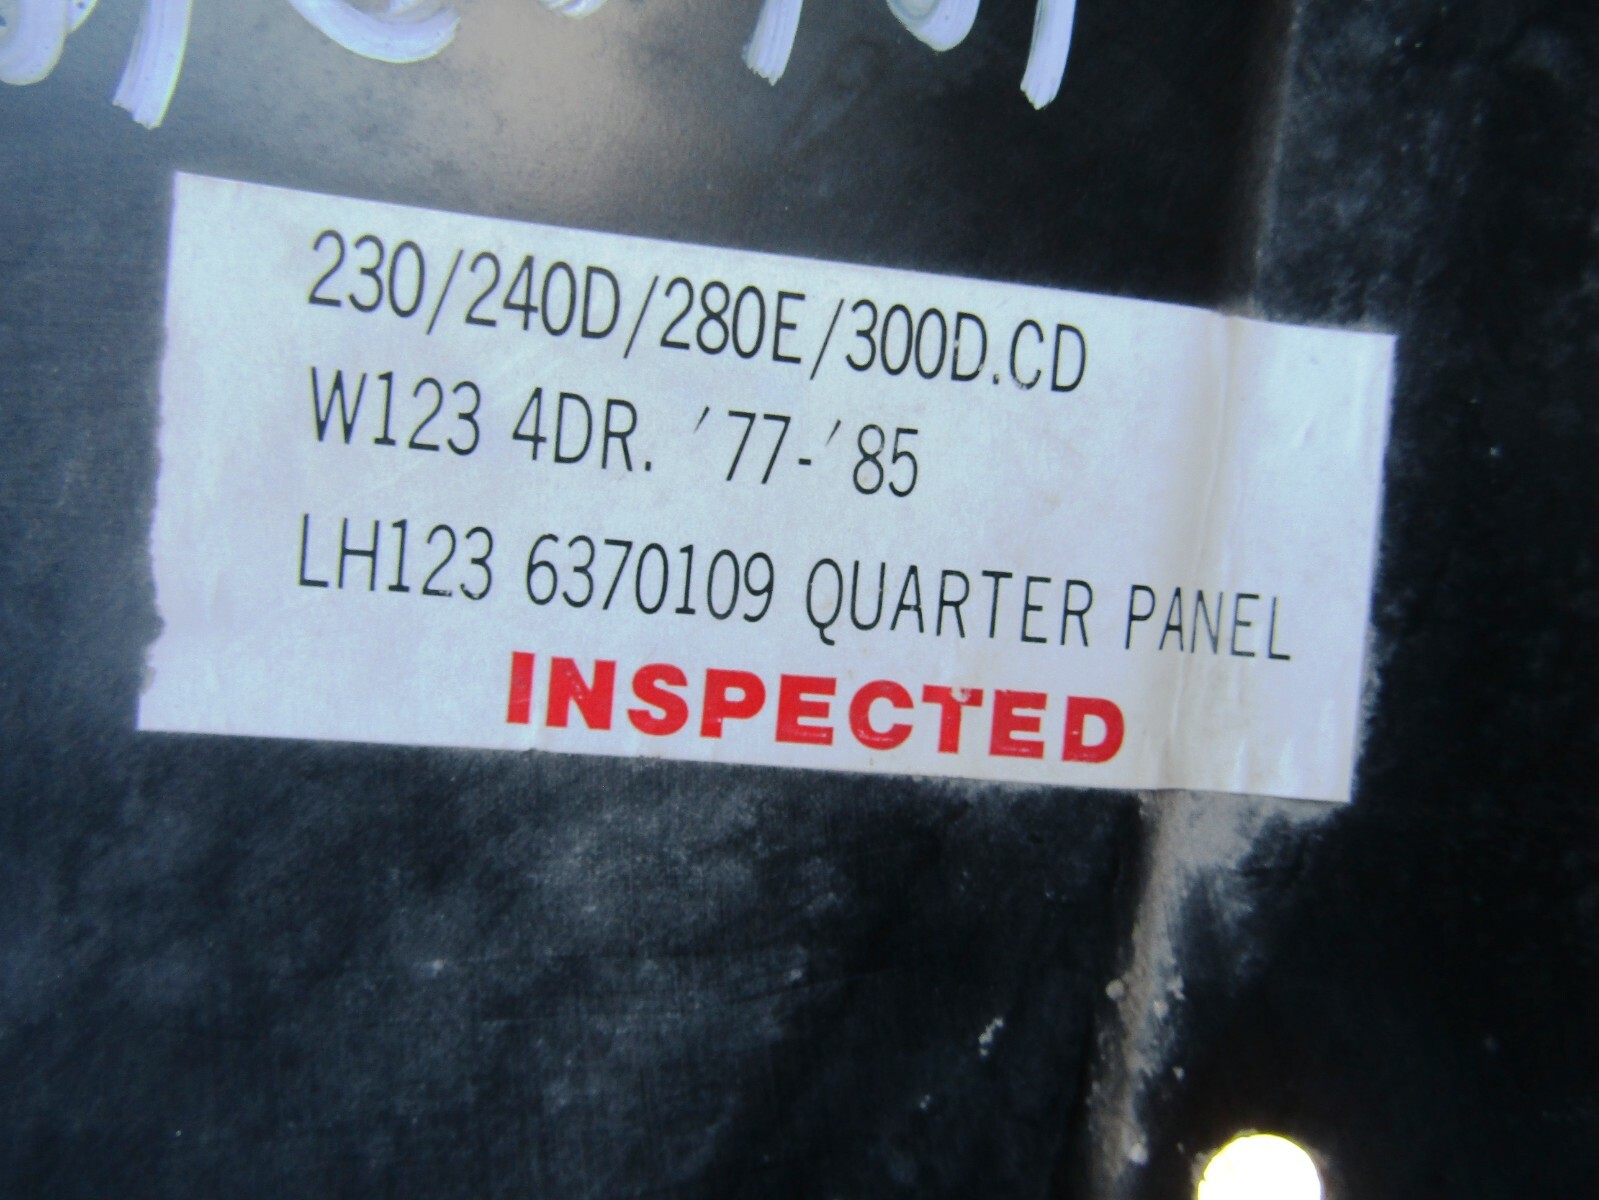 230/240D/280E/300D.CD
W123 4DR. '77-'85
LH123 6370109 QUARTER PANEL
INSPECTED